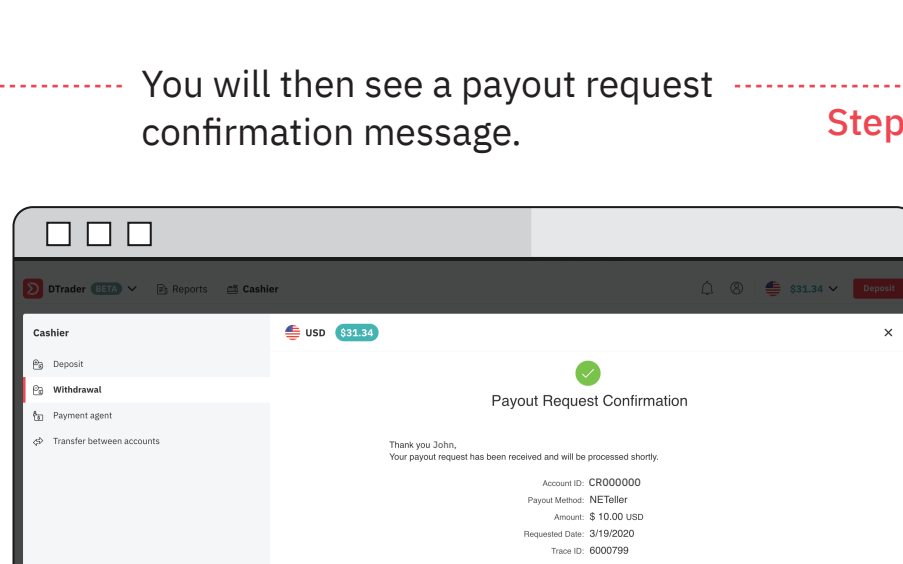 You will then see a payout request
confirmation message.
Step
DTrader BETA Reports Cashier $31.34 Deposit
Cashier
USD $31.34
Deposit
Withdrawal
Payment agent
Transfer between accounts
Payout Request Confirmation
Thank you John,
Your payout request has been received and will be processed shortly.
Account ID: CR000000
Payout Method: NETeller
Amount: $ 10.00 USD
Requested Date: 3/19/2020
Trace ID: 6000799